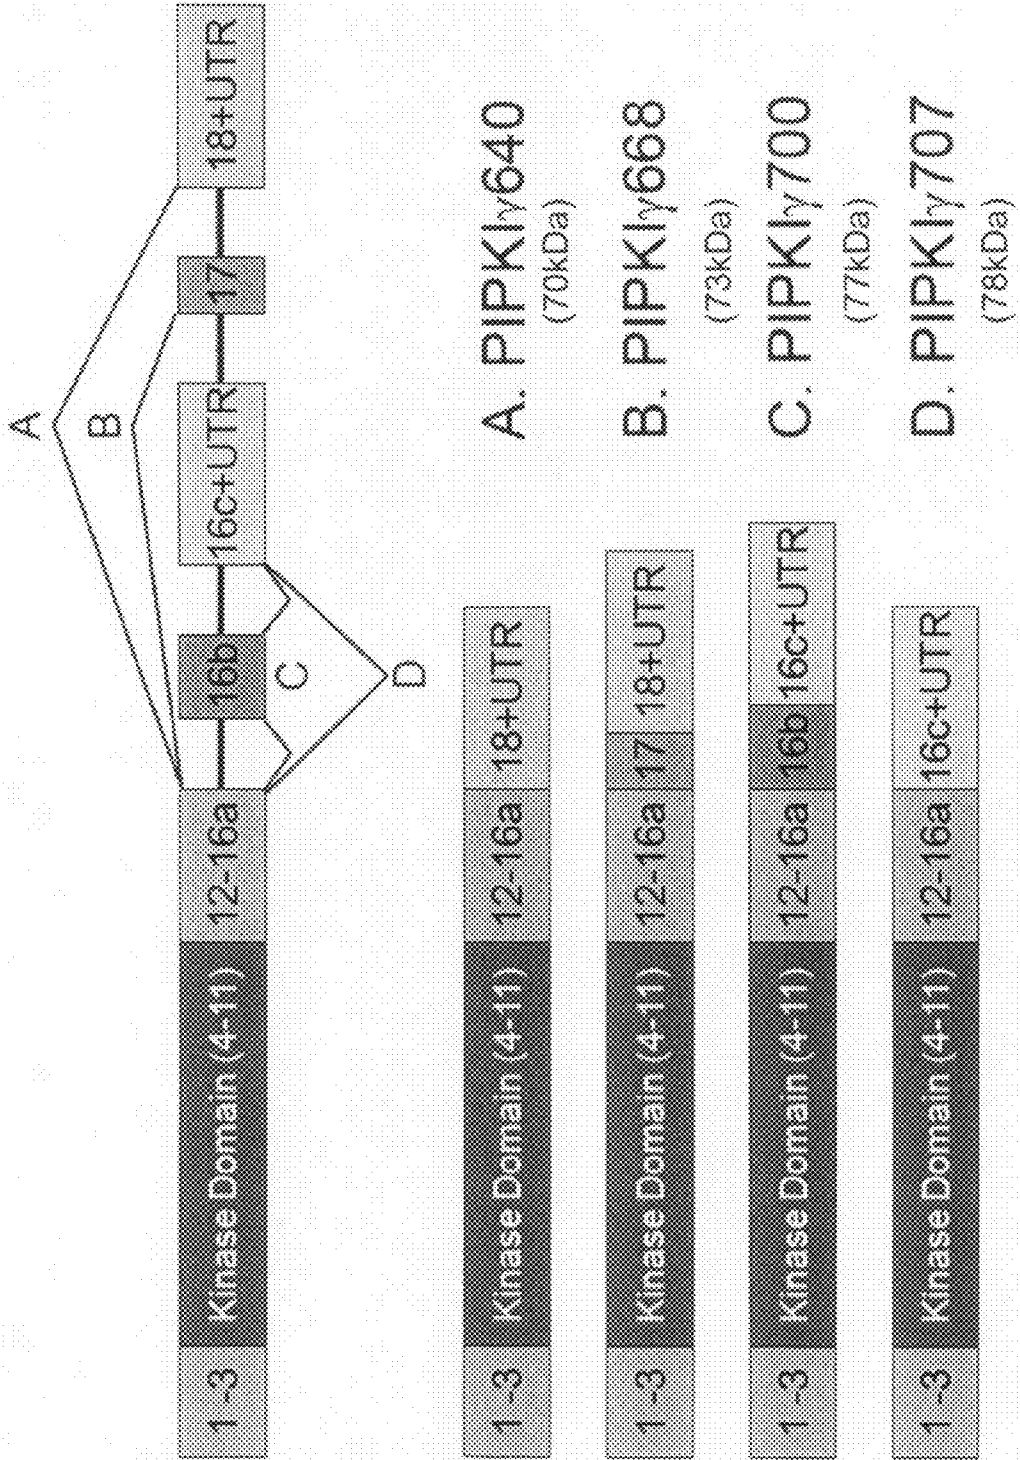 A
B
1 -3 Kinase Domain (4-11) 12-16a 16b 16c+UTR 17 18+UTR
C
D
1 -3 Kinase Domain (4-11) 12-16a 18+UTR A. PIPKIγ640
(70kDa)
1 -3 Kinase Domain (4-11) 12-16a 17 18+UTR B. PIPKIγ668
(73kDa)
1 -3 Kinase Domain (4-11) 12-16a 16b 16c+UTR C. PIPKIγ700
(77kDa)
1 -3 Kinase Domain (4-11) 12-16a 16c+UTR D. PIPKIγ707
(78kDa)